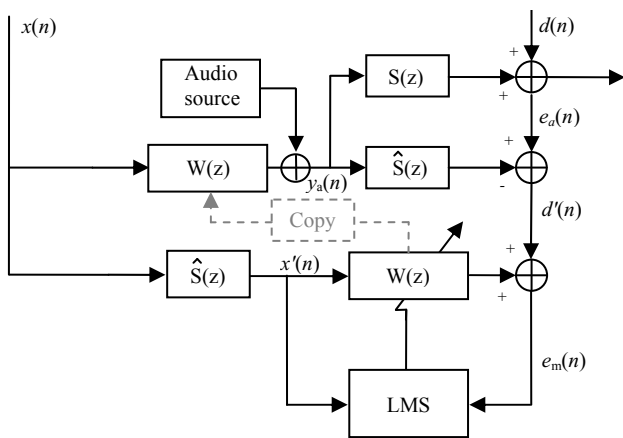 x(n)
d(n)
+
S(z)
+
Audio
source
e_a(n)
+
W(z)
y_a(n)
Ŝ(z)
-
d'(n)
Copy
+
Ŝ(z)
x'(n)
W(z)
+
e_m(n)
LMS